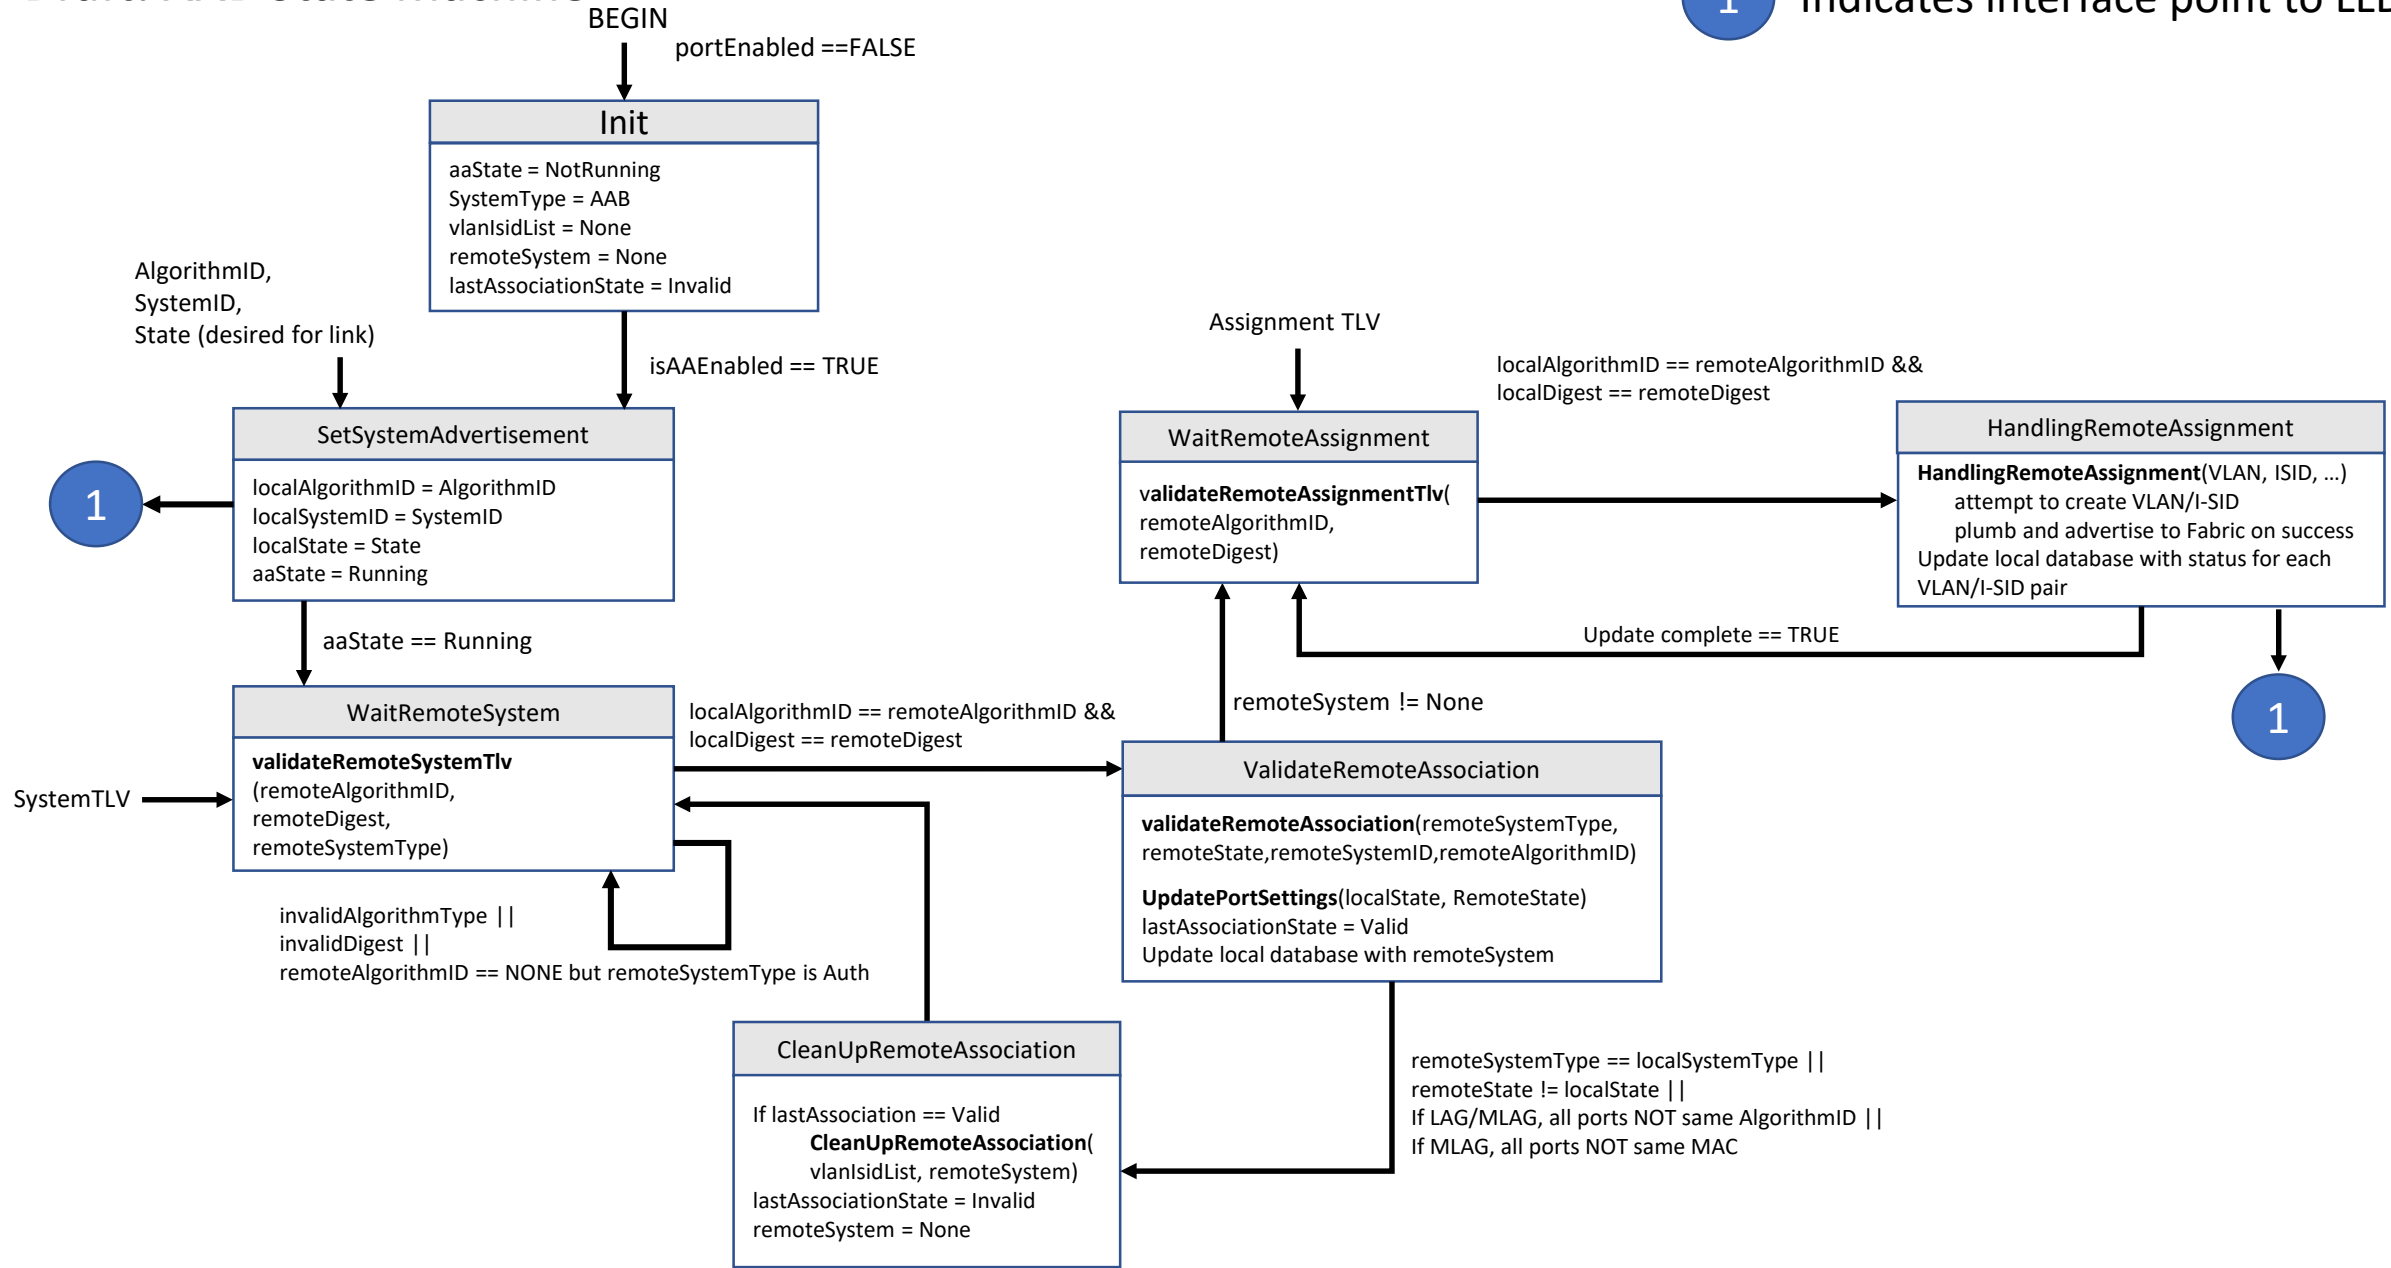 BEGIN
portEnabled ==FALSE
1
Indicates interface point to
Init
aaState = NotRunning
SystemType = AAB
vlanIsidList = None
remoteSystem = None
lastAssociationState = Invalid
AlgorithmID,
SystemID,
State (desired for link)
isAAEnabled == TRUE
SetSystemAdvertisement
localAlgorithmID = AlgorithmID
localSystemID = SystemID
localState = State
aaState = Running
1
aaState == Running
Assignment TLV
WaitRemoteAssignment
validateRemoteAssignmentTlv(
remoteAlgorithmID,
remoteDigest)
localAlgorithmID == remoteAlgorithmID &&
localDigest == remoteDigest
HandlingRemoteAssignment
HandlingRemoteAssignment(VLAN, ISID, …)
attempt to create VLAN/I-SID
plumb and advertise to Fabric on success
Update local database with status for each
VLAN/I-SID pair
Update complete == TRUE
1
remoteSystem != None
WaitRemoteSystem
validateRemoteSystemTlv
(remoteAlgorithmID,
remoteDigest,
remoteSystemType)
SystemTLV
localAlgorithmID == remoteAlgorithmID &&
localDigest == remoteDigest
invalidAlgorithmType ||
invalidDigest ||
remoteAlgorithmID == NONE but remoteSystemType is Auth
ValidateRemoteAssociation
validateRemoteAssociation(remoteSystemType,
remoteState,remoteSystemID,remoteAlgorithmID)
UpdatePortSettings(localState, RemoteState)
lastAssociationState = Valid
Update local database with remoteSystem
CleanUpRemoteAssociation
If lastAssociation == Valid
CleanUpRemoteAssociation(
vlanIsidList, remoteSystem)
lastAssociationState = Invalid
remoteSystem = None
remoteSystemType == localSystemType ||
remoteState != localState ||
If LAG/MLAG, all ports NOT same AlgorithmID ||
If MLAG, all ports NOT same MAC